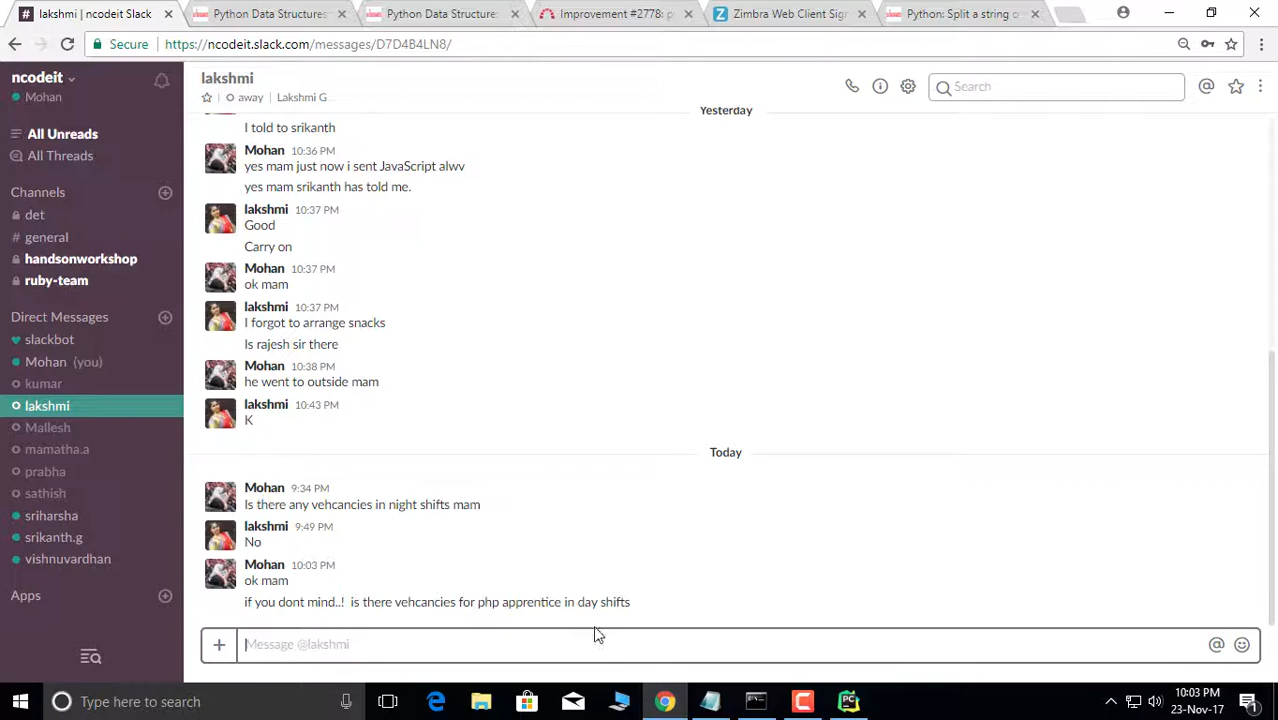 lakshmi | ncodeit Slack
Python Data Structures:
Python Data Structure:
Improvement #2778: p
Zimbra Web Client Sig
Python: Split a string o
Secure
https://ncodeit.slack.com/messages/D7D4B4LN8/
ncodeit
Mohan
All Unreads
All Threads
Channels
det
# general
handsonworkshop
ruby-team
Direct Messages
slackbot
Mohan (you)
kumar
lakshmi
Mallesh
mamatha.a
prabha
sathish
sriharsha
srikanth.g
vishnuvardhan
Apps
lakshmi
away | Lakshmi G
Search
Yesterday
I told to srikanth
Mohan 10:36 PM
yes mam just now i sent JavaScript alwv
yes mam srikanth has told me.
lakshmi 10:37 PM
Good
Carry on
Mohan 10:37 PM
ok mam
lakshmi 10:37 PM
I forgot to arrange snacks
Is rajesh sir there
Mohan 10:38 PM
he went to outside mam
lakshmi 10:43 PM
K
Today
Mohan 9:34 PM
Is there any vehcancies in night shifts mam
lakshmi 9:49 PM
No
Mohan 10:03 PM
ok mam
if you dont mind..! is there vehcancies for php apprentice in day shifts
Message @lakshmi
Type here to search
10:03 PM
23-Nov-17